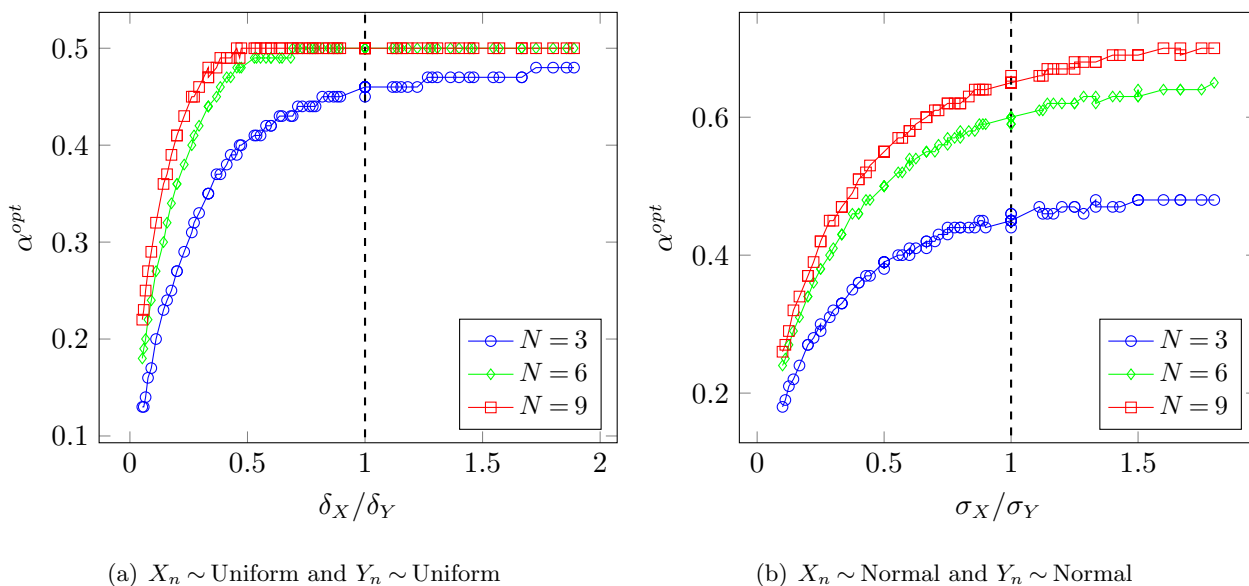 0.5
0.4
0.3
0.2
0.1
α^{opt}
0
0.5
1
1.5
2
δ_X/δ_Y
N = 3
N = 6
N = 9
(a) X_n ∼ Uniform and Y_n ∼ Uniform
0.6
0.4
0.2
α^{opt}
0
0.5
1
1.5
σ_X/σ_Y
N = 3
N = 6
N = 9
(b) X_n ∼ Normal and Y_n ∼ Normal